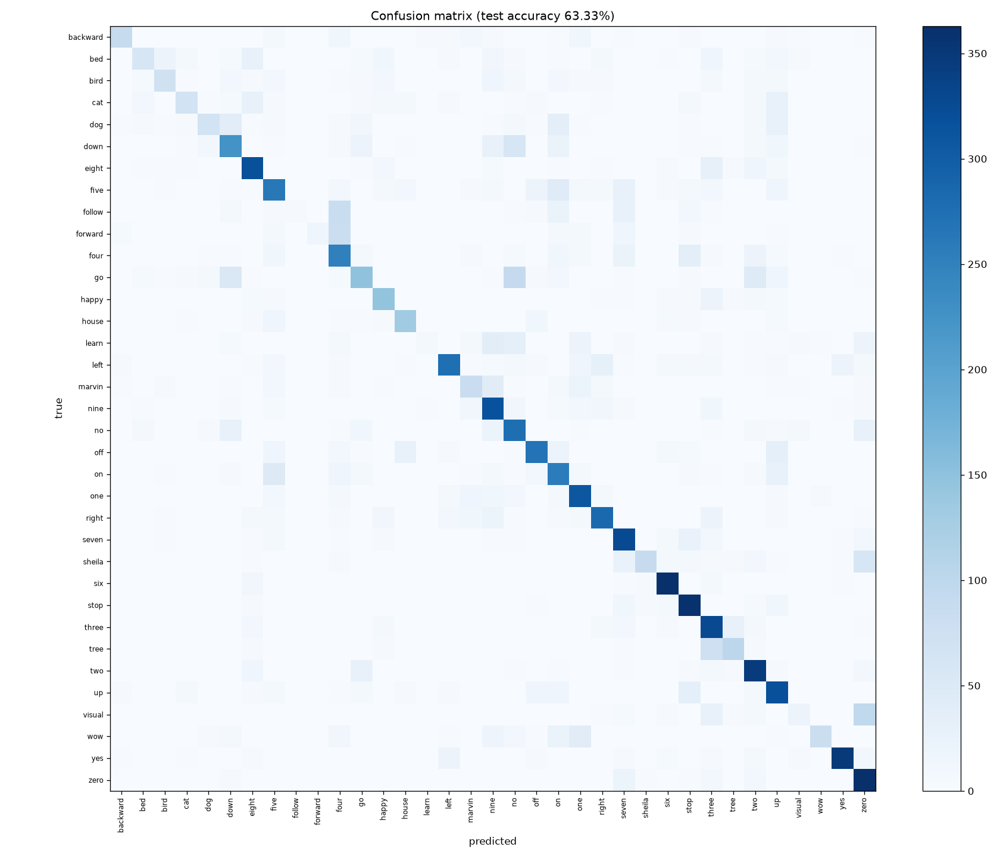 Confusion matrix (test accuracy 63.33%)
true
backward
bed
bird
cat
dog
down
eight
five
follow
forward
four
go
happy
house
learn
left
marvin
nine
no
off
on
one
right
seven
sheila
six
stop
three
tree
two
up
visual
wow
yes
zero
backward
bed
bird
cat
dog
down
eight
five
follow
forward
four
go
happy
house
learn
left
marvin
nine
no
off
on
one
right
seven
sheila
six
stop
three
tree
two
up
visual
wow
yes
zero
predicted
350
300
250
200
150
100
50
0